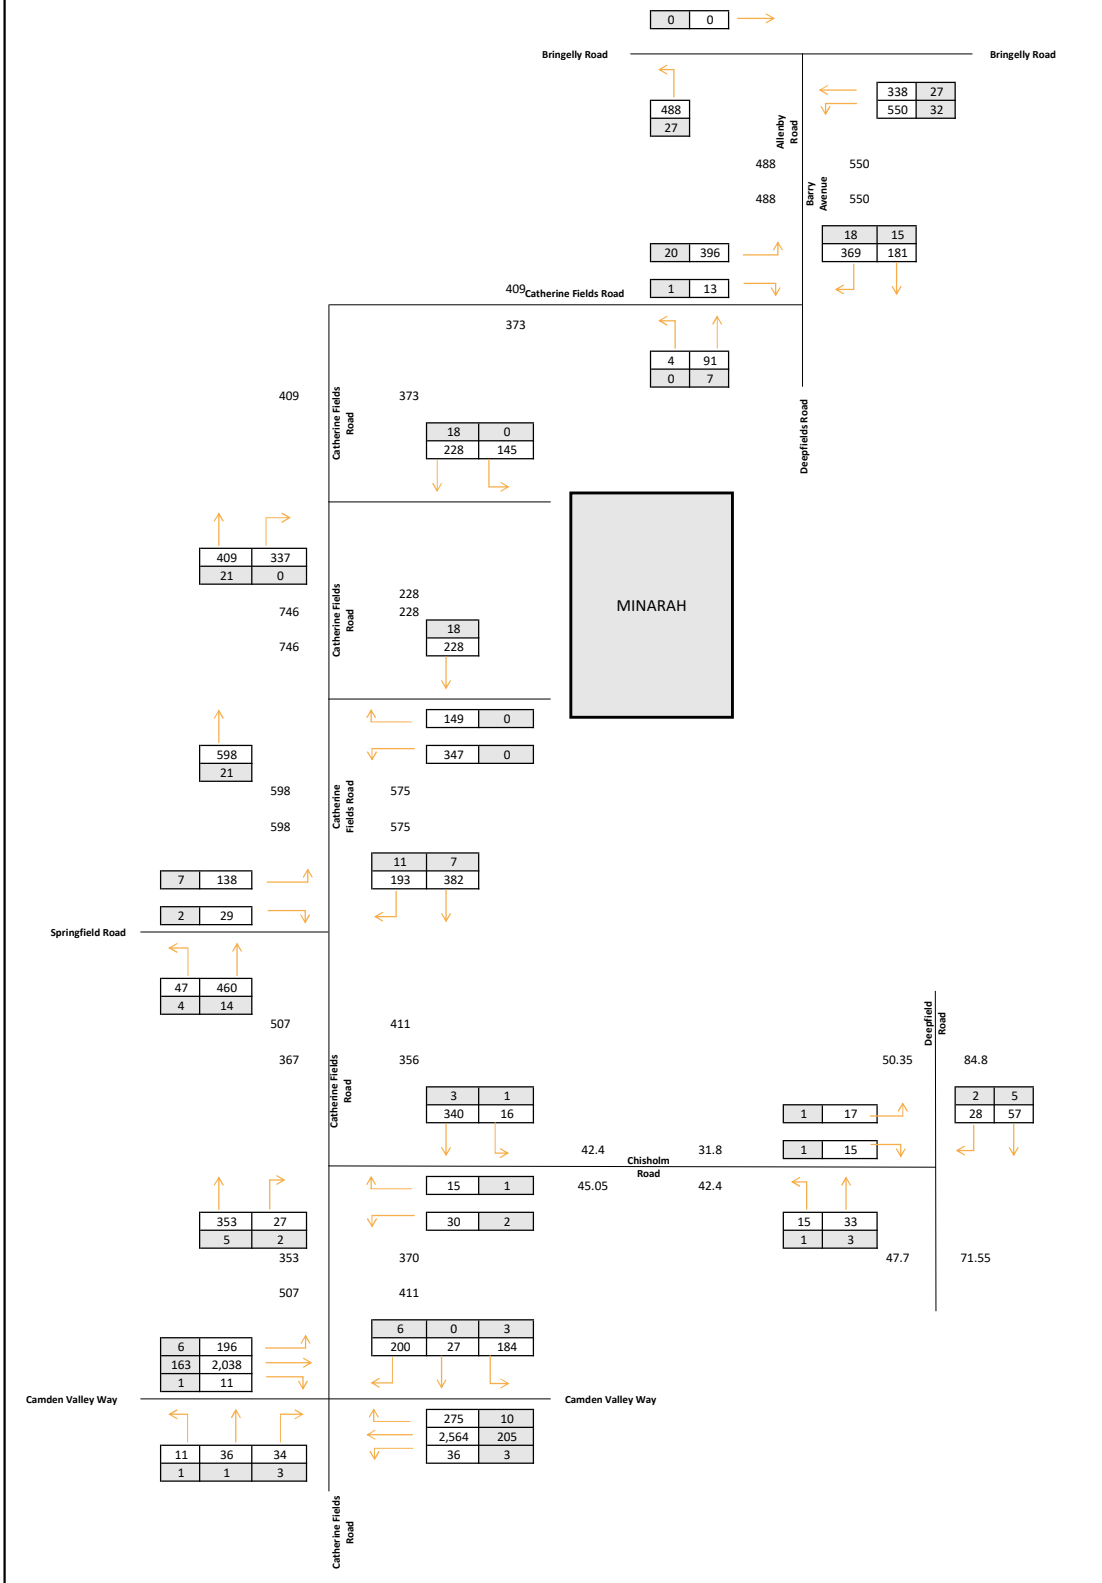 0 0
Bringelly Road
Bringelly Road
338 27
550 32
488
27
Allenby
Road
488 550
Barry
Avenue
488 550
18 15
369 181
20 396
1 13
409
Catherine Fields Road
373
4 91
0 7
Deepfields Road
409 373
Catherine Fields
Road
18 0
228 145
409 337
21 0
Catherine Fields
Road
228
746 228
746
18
228
MINARAH
149 0
347 0
598
21
Catherine
Fields Road
598 575
598 575
11 7
193 382
7 138
2 29
Springfield Road
47 460
4 14
507 411
367 356
Catherine Fields
Road
3 1
340 16
Deepfield
Road
50.35 84.8
1 17
2 5
28 57
1 15
42.4 31.8
Chisholm
Road
45.05 42.4
15 1
30 2
353 27
5 2
15 33
1 3
47.7 71.55
353 370
507 411
6 0 3
200 27 184
6 196
163 2,038
1 11
Camden Valley Way
Camden Valley Way
275 10
2,564 205
36 3
11 36 34
1 1 3
Catherine Fields
Road